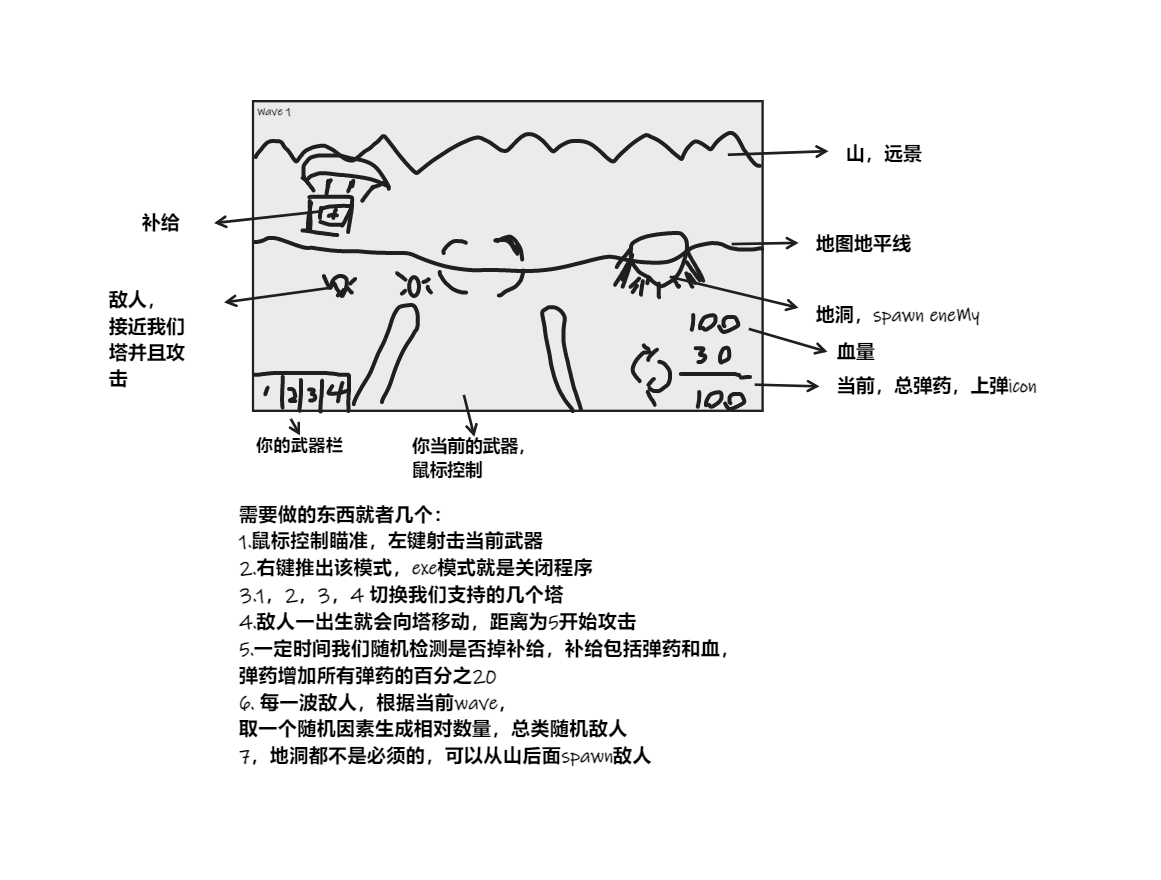 Wave 1
山，远景
补给
地图地平线
敌人，
接近我们
塔并且攻
击
地洞，spawn eneMy
100
血量
30
当前，总弹药，上弹icon
100
1 2 3 4
你的武器栏
你当前的武器，
鼠标控制
需要做的东西就者几个：
1.鼠标控制瞄准，左键射击当前武器
2.右键推出该模式，exe模式就是关闭程序
3.1，2，3，4 切换我们支持的几个塔
4.敌人一出生就会向塔移动，距离为5开始攻击
5.一定时间我们随机检测是否掉补给，补给包括弹药和血，
弹药增加所有弹药的百分之20
6. 每一波敌人，根据当前wave，
取一个随机因素生成相对数量，总类随机敌人
7，地洞都不是必须的，可以从山后面spawn敌人